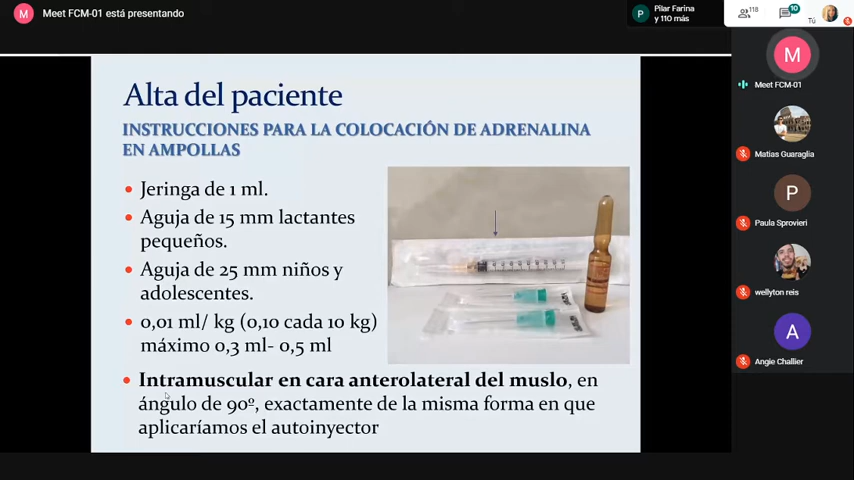 M
Meet FCM-01 está presentando
P
Pilar Farina
y 110 más
118
10
Tú
Alta del paciente
INSTRUCCIONES PARA LA COLOCACIÓN DE ADRENALINA
EN AMPOLLAS
Jeringa de 1 ml.
Aguja de 15 mm lactantes
pequeños.
Aguja de 25 mm niños y
adolescentes.
0,01 ml/ kg (0,10 cada 10 kg)
máximo 0,3 ml- 0,5 ml
Intramuscular en cara anterolateral del muslo, en
ángulo de 90º, exactamente de la misma forma en que
aplicaríamos el autoinyector
M
Meet FCM-01
Matias Guaraglia
P
Paula Sprovieri
wellyton reis
A
Angie Challier